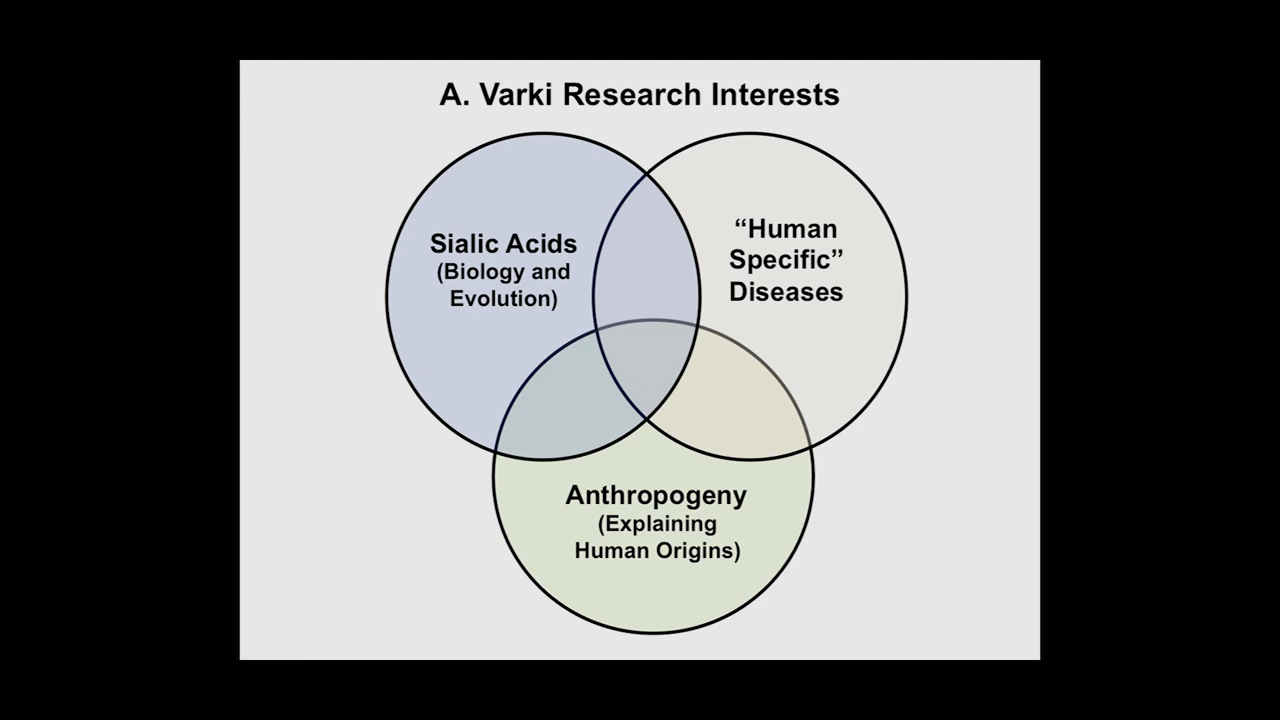 A. Varki Research Interests
Sialic Acids
(Biology and
Evolution)
“Human
Specific”
Diseases
Anthropogeny
(Explaining
Human Origins)